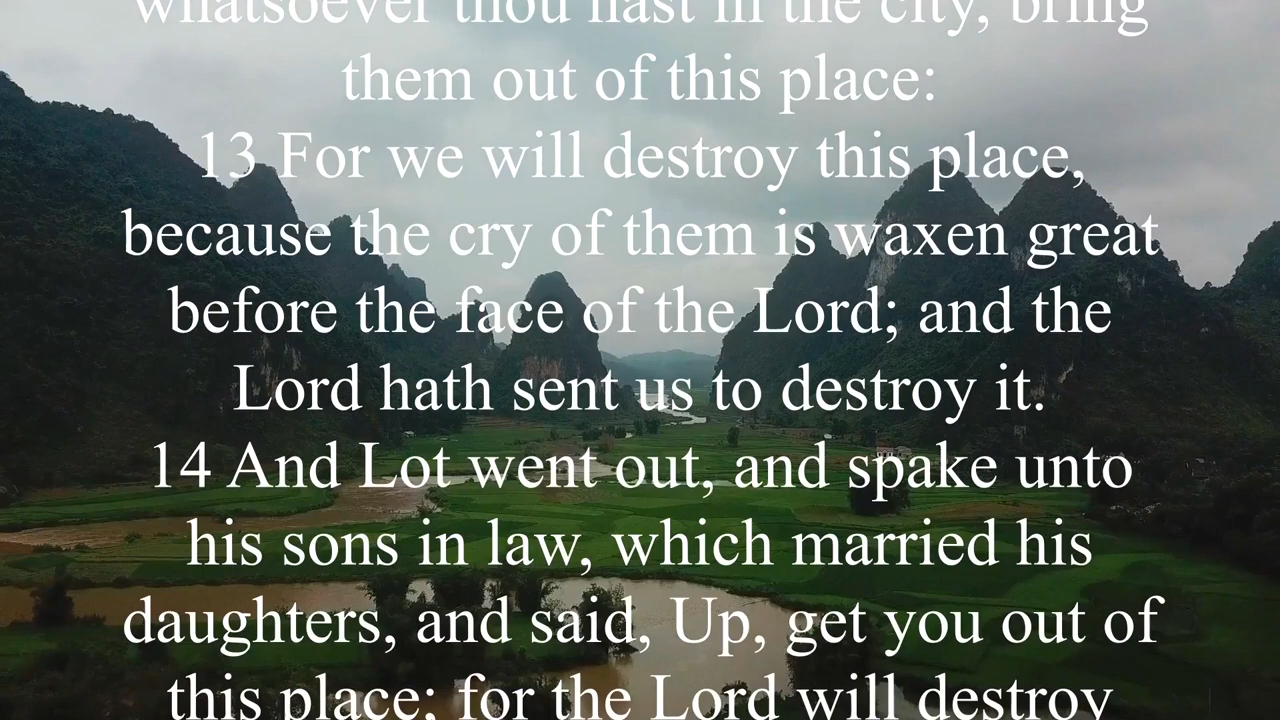 whatsoever thou hast in the city, bring
them out of this place:
13 For we will destroy this place,
because the cry of them is waxen great
before the face of the Lord; and the
Lord hath sent us to destroy it.
14 And Lot went out, and spake unto
his sons in law, which married his
daughters, and said, Up, get you out of
this place; for the Lord will destroy